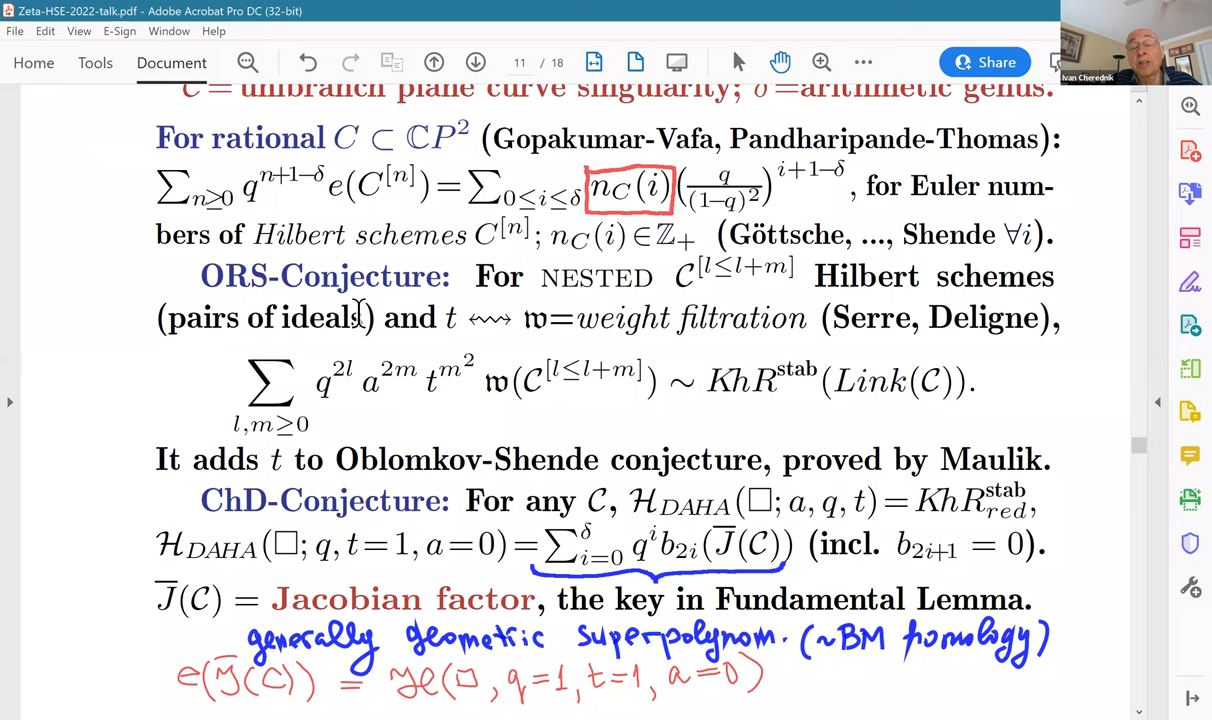 Zeta-HSE-2022-talk.pdf - Adobe Acrobat Pro DC (32-bit)
File Edit View E-Sign Window Help
Home Tools Document 11 / 18 Share
Ivan Cherednik
C = unibranch plane curve singularity; δ = arithmetic genus.
For rational C ⊂ ℂP² (Gopakumar-Vafa, Pandharipande-Thomas):
∑_{n≥0} q^{n+1−δ} e(C^{[n]}) = ∑_{0≤i≤δ} n_C(i) (q/(1−q)²)^{i+1−δ}, for Euler num-
bers of Hilbert schemes C^{[n]}; n_C(i) ∈ ℤ₊ (Göttsche, ..., Shende ∀i).
ORS-Conjecture: For NESTED 𝒞^{[l≤l+m]} Hilbert schemes
(pairs of ideals) and t ⟿ 𝔴=weight filtration (Serre, Deligne),
∑_{l,m≥0} q^{2l} a^{2m} t^{m²} 𝔴(𝒞^{[l≤l+m]}) ∼ KhR^{stab}(Link(𝒞)).
It adds t to Oblomkov-Shende conjecture, proved by Maulik.
ChD-Conjecture: For any 𝒞, ℋ_{DAHA}(□; a, q, t) = KhR^{stab}_{red},
ℋ_{DAHA}(□; q, t=1, a=0) = ∑_{i=0}^{δ} q^i b_{2i}(J̅(𝒞)) (incl. b_{2i+1} = 0).
J̅(𝒞) = Jacobian factor, the key in Fundamental Lemma.
generally geometric superpolynom. (~BM homology)
e(J̅(C)) = ℋ(□, q=1, t=1, a=0)